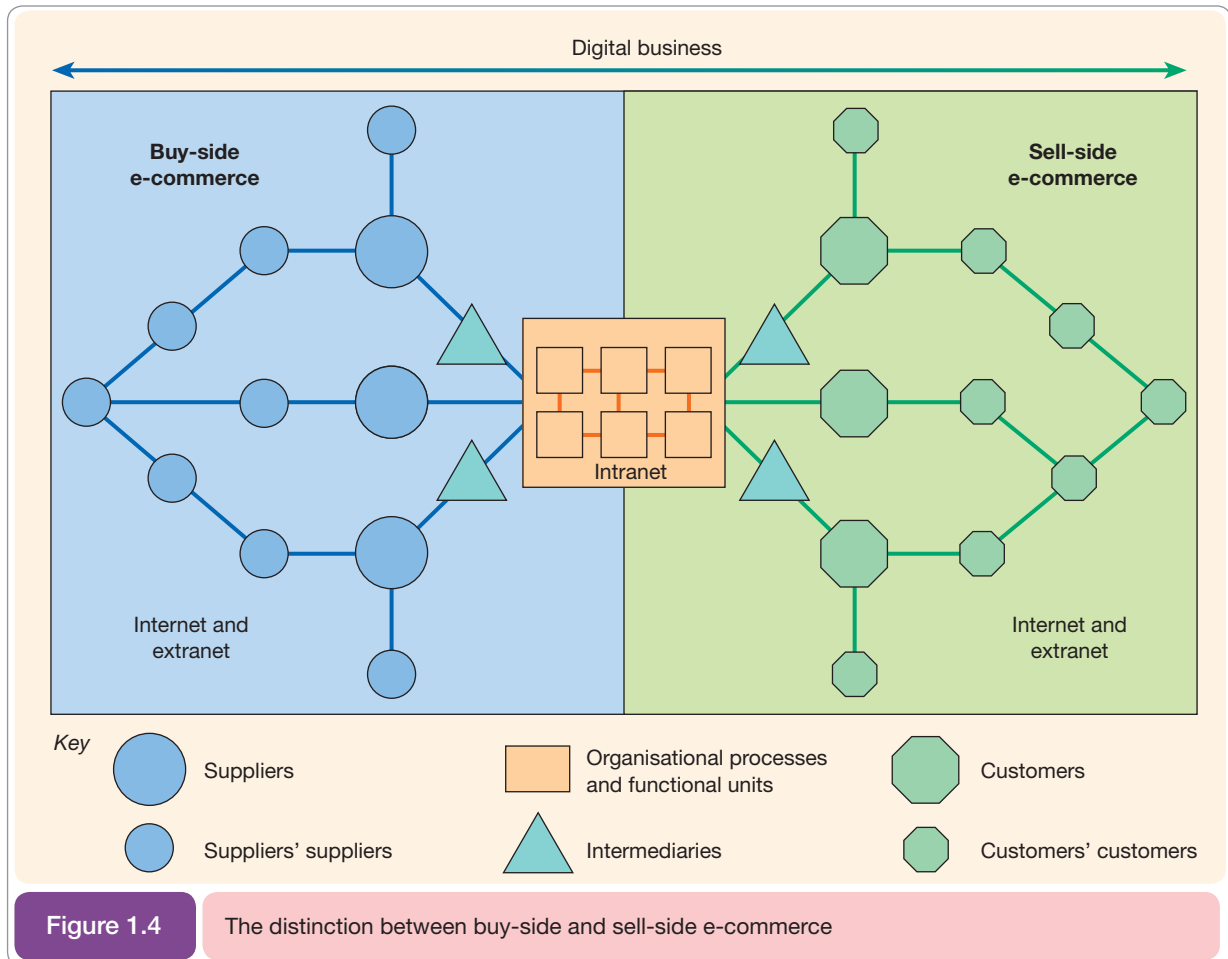 Digital business
Buy-side
e-commerce
Sell-side
e-commerce
Intranet
Internet and
extranet
Internet and
extranet
Key
Suppliers
Organisational processes
and functional units
Customers
Suppliers’ suppliers
Intermediaries
Customers’ customers
Figure 1.4
The distinction between buy-side and sell-side e-commerce